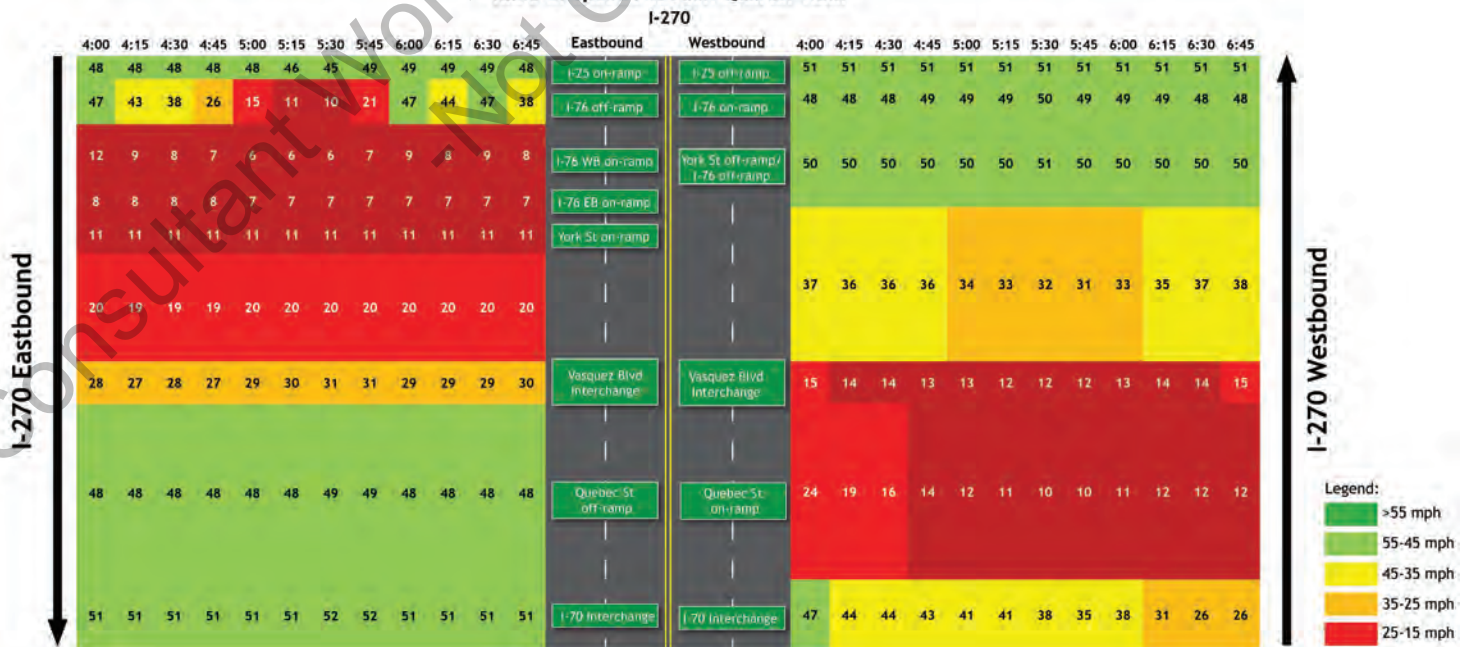 I-270
4:00 4:15 4:30 4:45 5:00 5:15 5:30 5:45 6:00 6:15 6:30 6:45 Eastbound Westbound 4:00 4:15 4:30 4:45 5:00 5:15 5:30 5:45 6:00 6:15 6:30 6:45
48 48 48 48 48 46 45 49 49 49 49 48 I-25 on-ramp I-25 off-ramp 51 51 51 51 51 51 51 51 51 51 51 51
47 43 38 26 15 11 10 21 47 44 47 38 I-76 off-ramp I-76 on-ramp 48 48 48 49 49 49 50 49 49 49 48 48
12 9 8 7 6 6 6 7 9 8 9 8 I-76 WB on-ramp York St off-ramp/ 50 50 50 50 50 50 51 50 50 50 50 50
I-76 off-ramp
8 8 8 8 7 7 7 7 7 7 7 7 I-76 EB on-ramp
11 11 11 11 11 11 11 11 11 11 11 11 York St on-ramp
20 19 19 19 20 20 20 20 20 20 20 20 37 36 36 36 34 33 32 31 33 35 37 38
28 27 28 27 29 30 31 31 29 29 29 30 Vasquez Blvd Vasquez Blvd 15 14 14 13 13 12 12 12 13 14 14 15
Interchange Interchange
48 48 48 48 48 48 49 49 48 48 48 48 Quebec St Quebec St 24 19 16 14 12 11 10 10 11 12 12 12
off-ramp on-ramp
51 51 51 51 51 51 52 52 51 51 51 51 I-70 Interchange I-70 Interchange 47 44 44 43 41 41 38 35 38 31 26 26
I-270 Eastbound
I-270 Westbound
Legend:
>55 mph
55-45 mph
45-35 mph
35-25 mph
25-15 mph
Consultant Wor
-Not